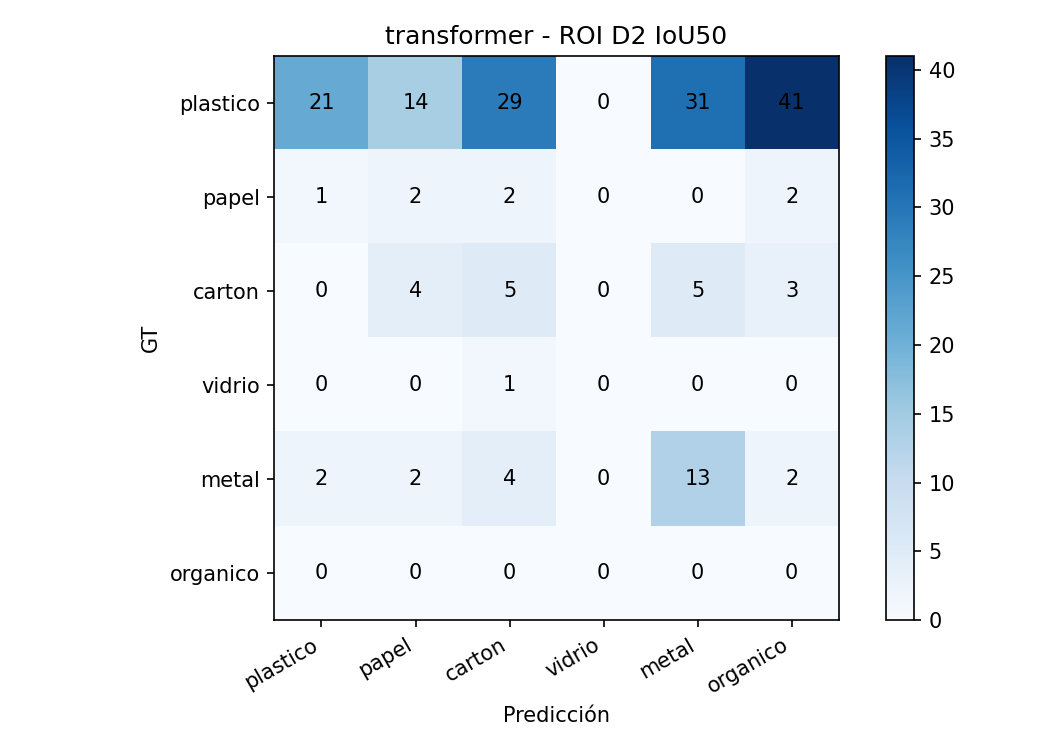 transformer - ROI D2 IoU50
plastico 21 14 29 0 31 41
papel 1 2 2 0 0 2
carton 0 4 5 0 5 3
vidrio 0 0 1 0 0 0
metal 2 2 4 0 13 2
organico 0 0 0 0 0 0
GT
plastico papel carton vidrio metal organico
Predicción
40
35
30
25
20
15
10
5
0